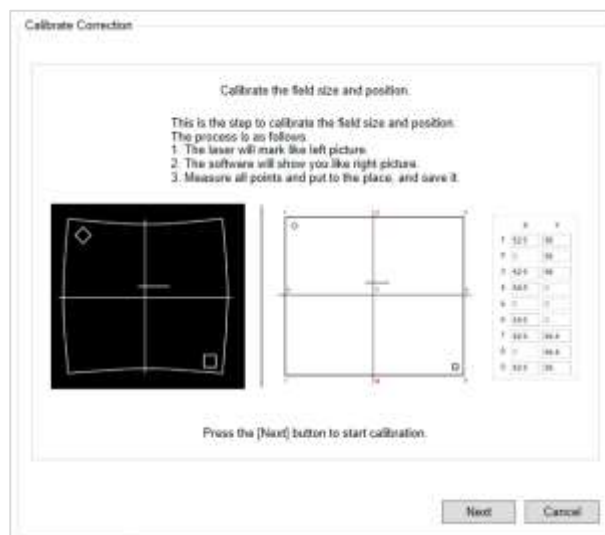 Calibrate Correction
Calibrate the field size and position.
This is the step to calibrate the field size and position.
The process is as follows
1. The laser will mark like left picture.
2. The software will show you like right picture.
3. Measure all points and put to the place, and save it.
Press the [Next] button to start calibration.
Next
Cancel